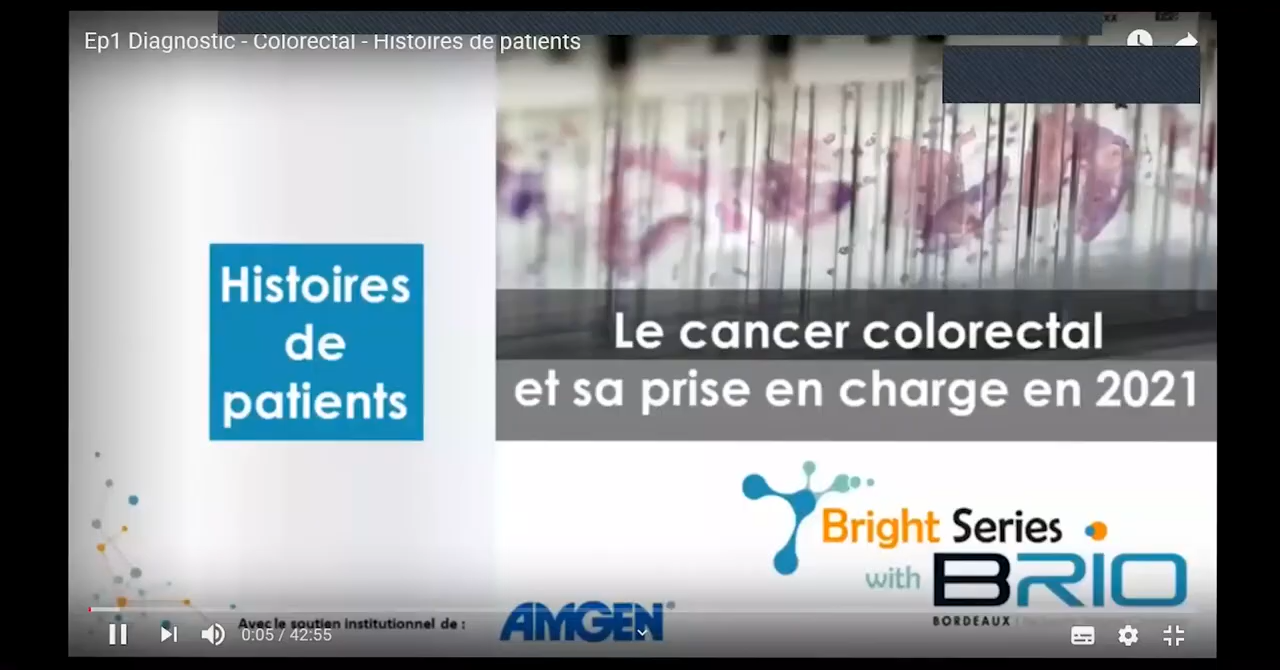 Ep1 Diagnostic - Colorectal - Histoires de patients
Histoires
de
patients
Le cancer colorectal
et sa prise en charge en 2021
Bright Series
with BRIO
BORDEAUX
Avec le soutien institutionnel de :
AMGEN®
0:05 / 42:55